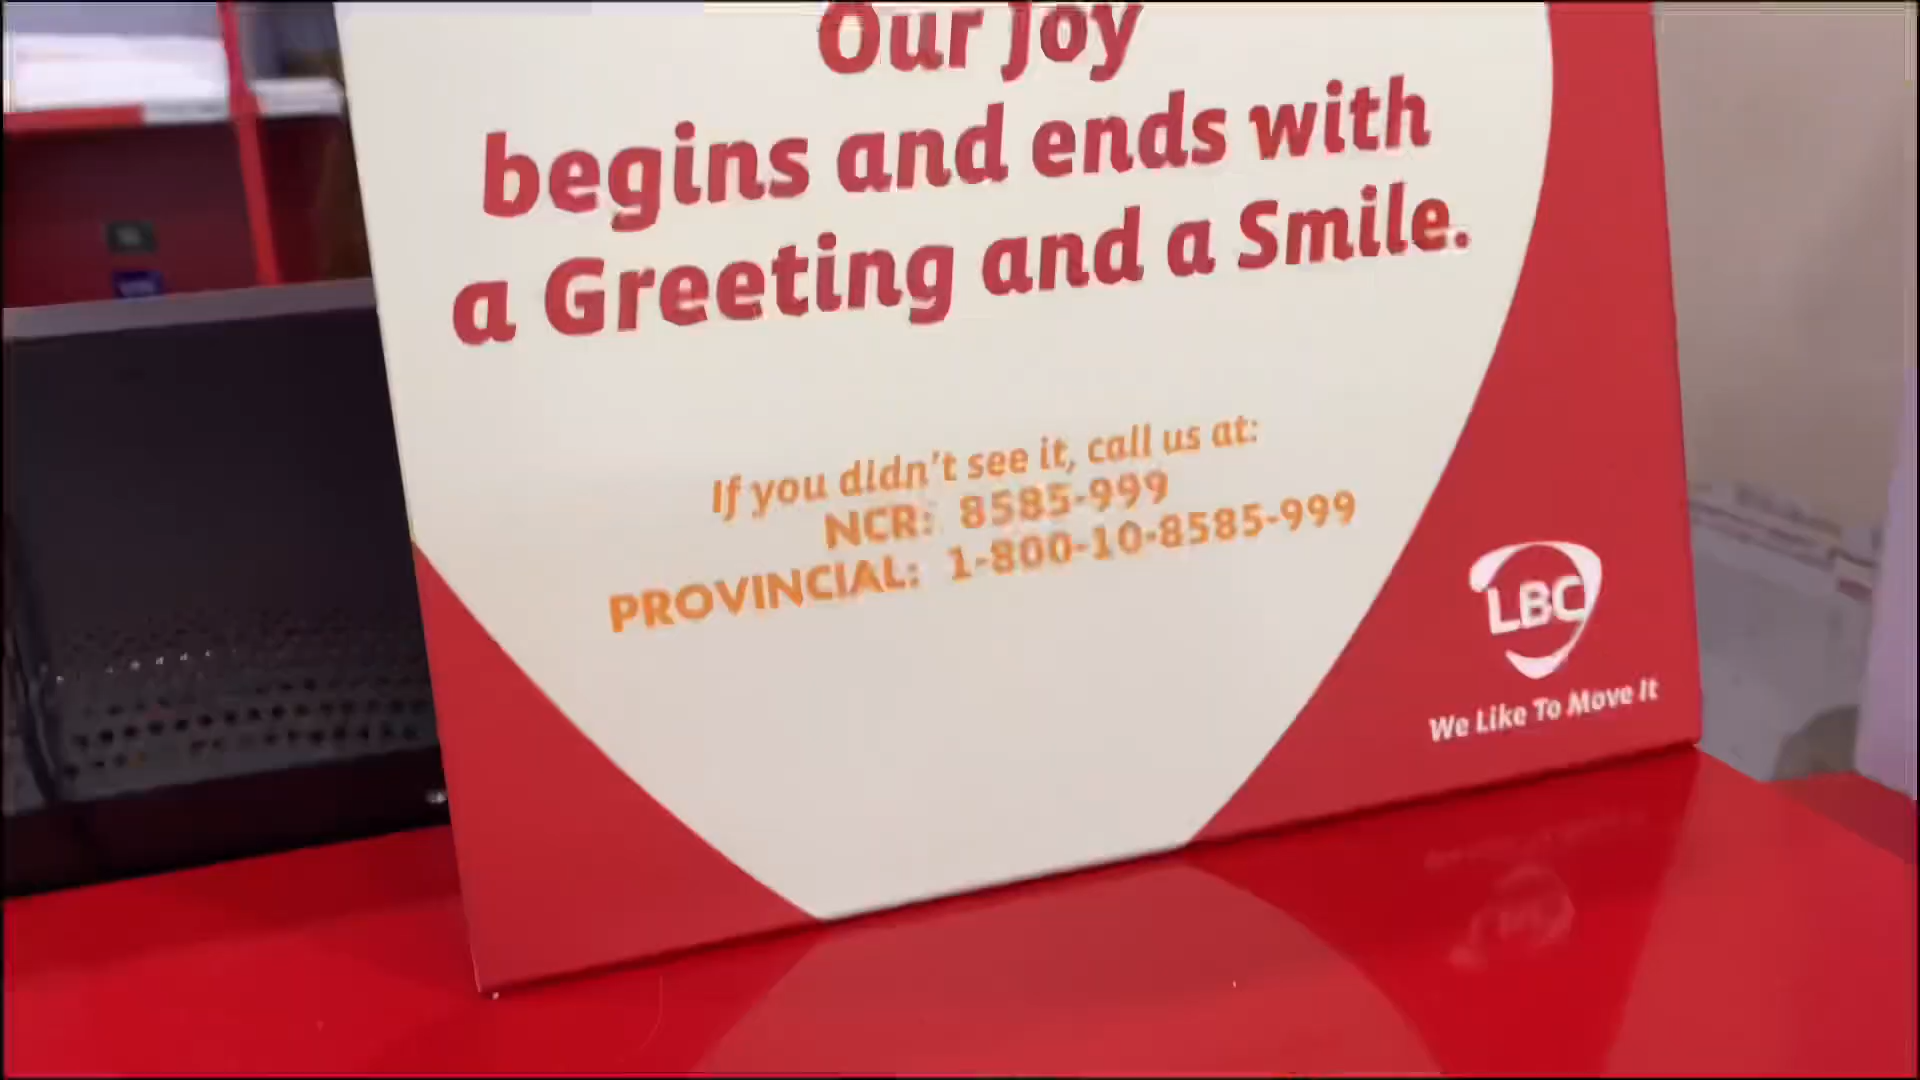 Our Joy
begins and ends with
a Greeting and a Smile.
If you didn't see it, call us at:
NCR: 8585-999
PROVINCIAL: 1-800-10-8585-999
LBC
We Like To Move It